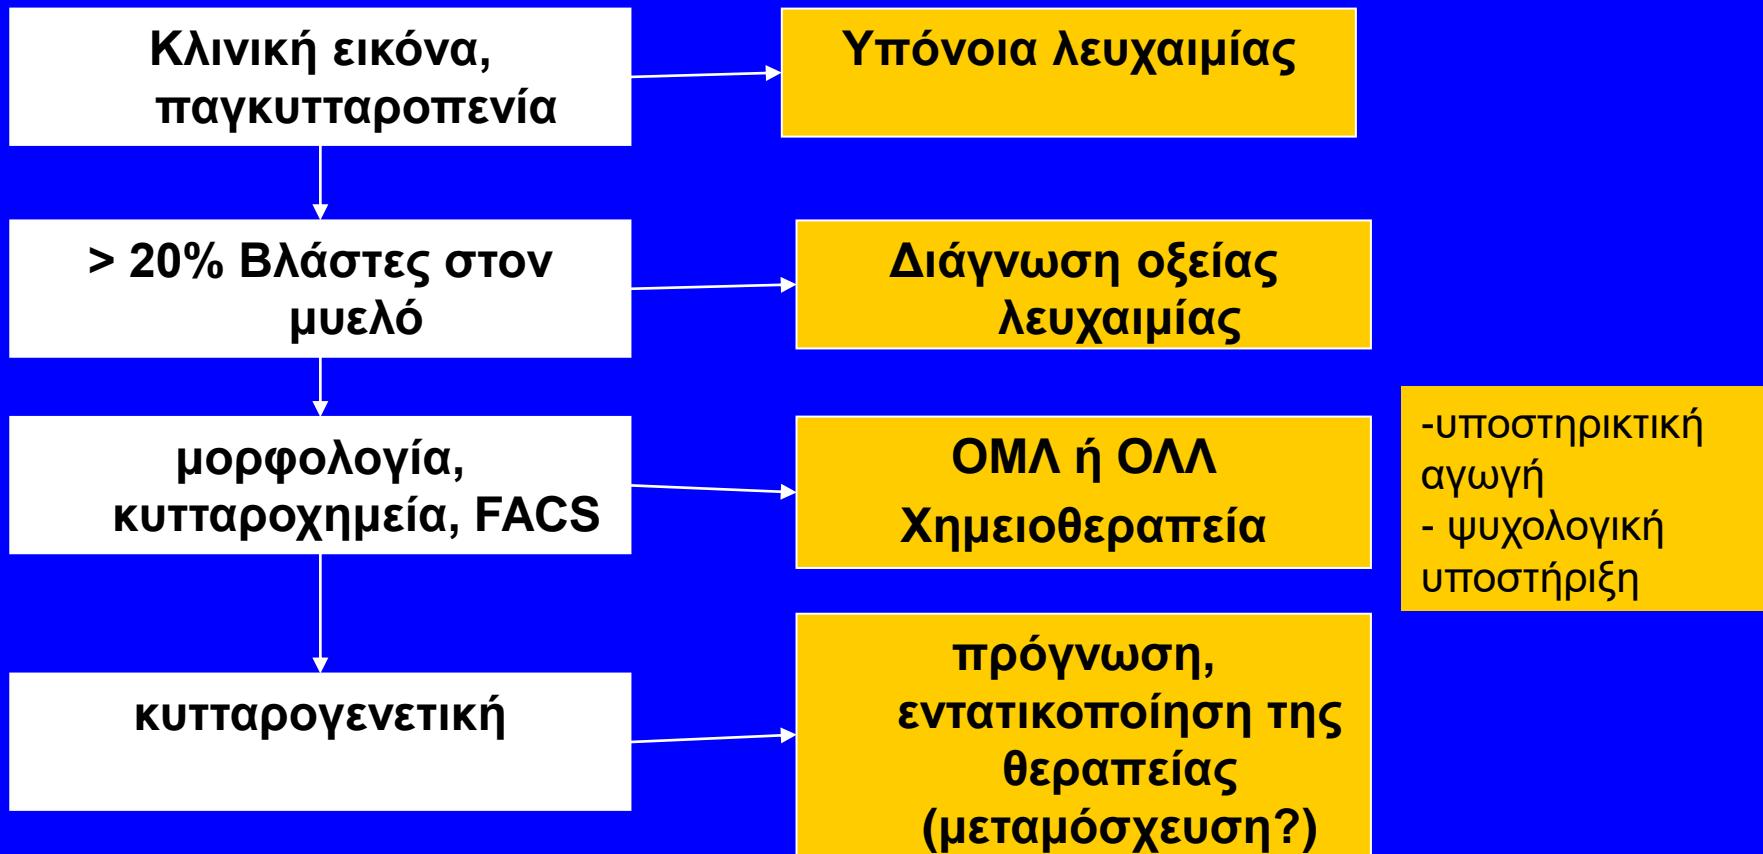 Κλινική εικόνα,
παγκυτταροπενία
Υπόνοια λευχαιμίας
> 20% Βλάστες στον
μυελό
Διάγνωση οξείας
λευχαιμίας
μορφολογία,
κυτταροχημεία, FACS
ΟΜΛ ή ΟΛΛ
Χημειοθεραπεία
-υποστηρικτική
αγωγή
- ψυχολογική
υποστήριξη
κυτταρογενετική
πρόγνωση,
εντατικοποίηση της
θεραπείας
(μεταμόσχευση?)